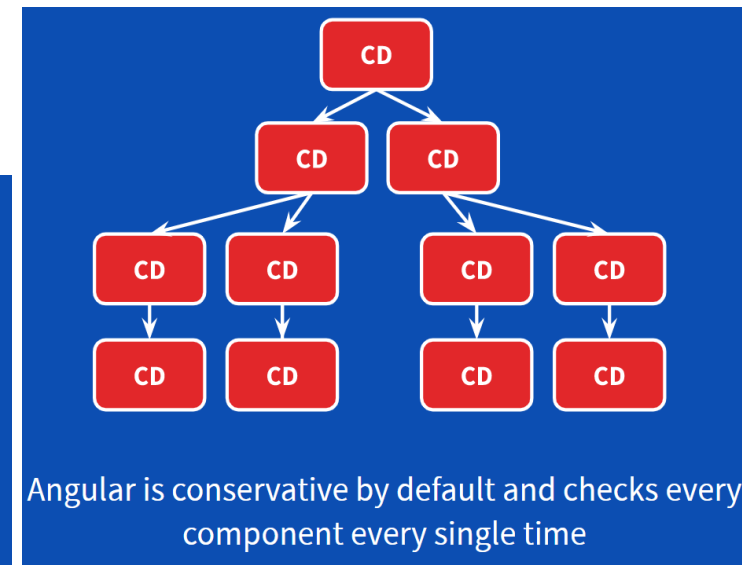 CD
CD CD
CD CD CD CD
CD CD CD CD
Angular is conservative by default and checks every
component every single time